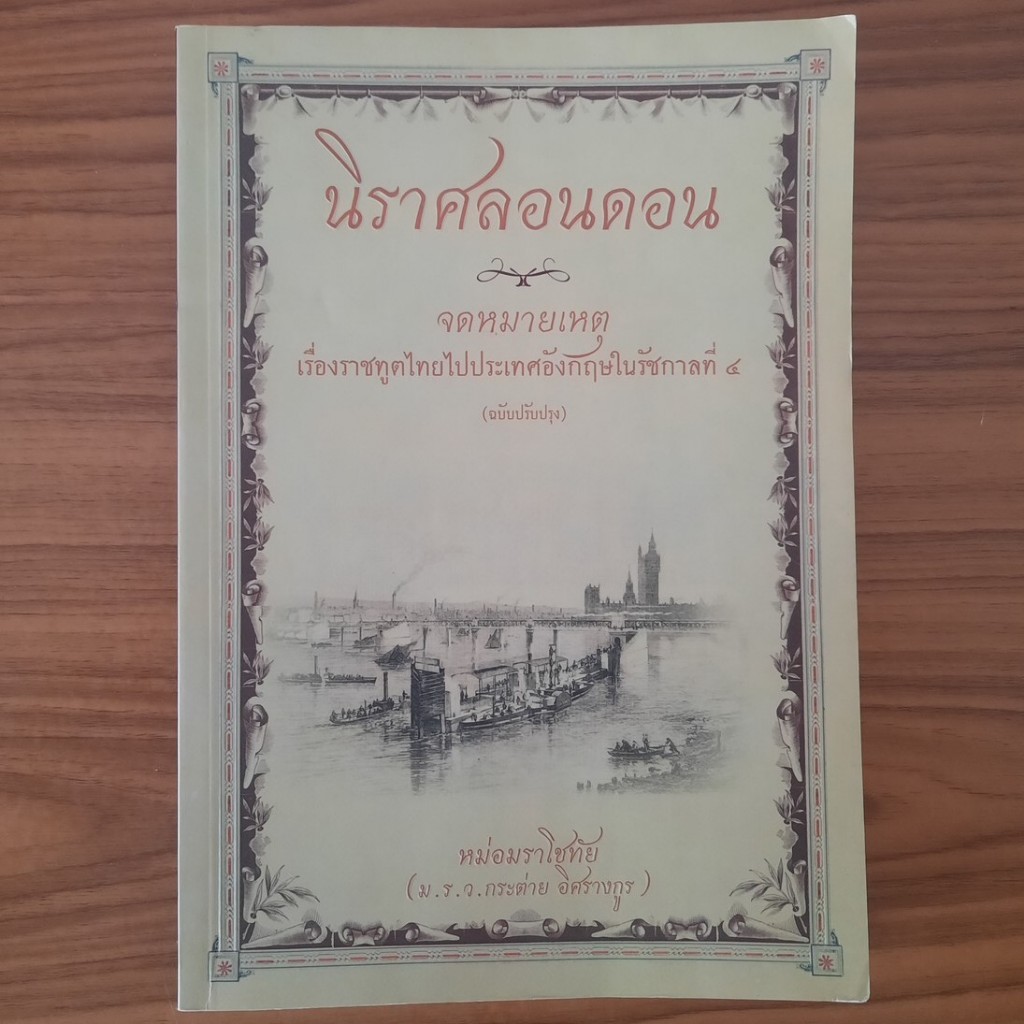 นิราศลอนดอน
จดหมายเหตุ
เรื่องราชทูตไทยไปประเทศอังกฤษในรัชกาลที่ ๔
(ฉบับปรับปรุง)
หม่อมราโชทัย
(ม.ร.ว.กระต่าย อิศรางกูร)